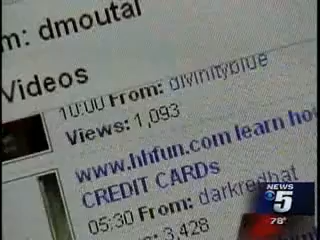 m: dmoutal
Videos
10:00 From: divinityblue
Views: 1,093
www.hhfun.com learn ho
CREDIT CARDS
05:30 From: darkredhat
3,428
NEWS
5
78°